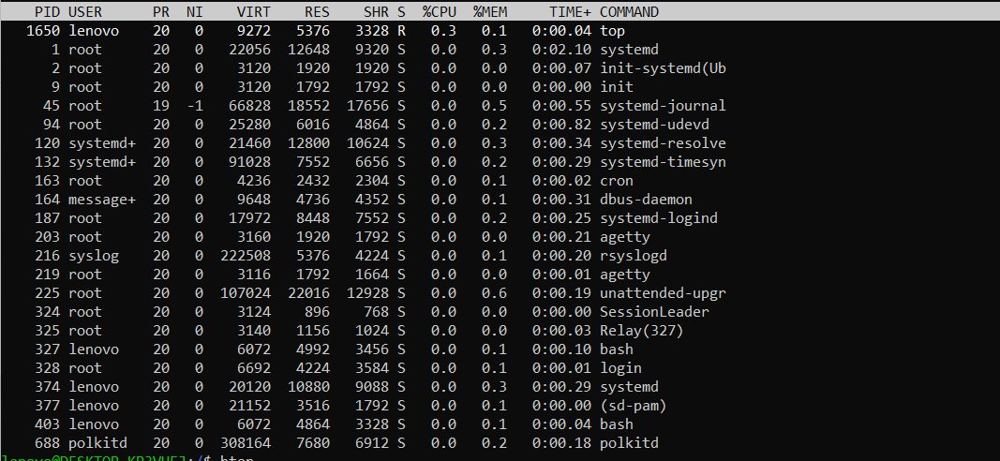 PID USER PR NI VIRT RES SHR S %CPU %MEM TIME+ COMMAND
1650 lenovo 20 0 9272 5376 3328 R 0.3 0.1 0:00.04 top
1 root 20 0 22056 12648 9320 S 0.0 0.3 0:02.10 systemd
2 root 20 0 3120 1920 1920 S 0.0 0.0 0:00.07 init-systemd(Ub
9 root 20 0 3120 1792 1792 S 0.0 0.0 0:00.00 init
45 root 19 -1 66828 18552 17656 S 0.0 0.5 0:00.55 systemd-journal
94 root 20 0 25280 6016 4864 S 0.0 0.2 0:00.82 systemd-udevd
120 systemd+ 20 0 21460 12800 10624 S 0.0 0.3 0:00.34 systemd-resolve
132 systemd+ 20 0 91028 7552 6656 S 0.0 0.2 0:00.29 systemd-timesyn
163 root 20 0 4236 2432 2304 S 0.0 0.1 0:00.02 cron
164 message+ 20 0 9648 4736 4352 S 0.0 0.1 0:00.31 dbus-daemon
187 root 20 0 17972 8448 7552 S 0.0 0.2 0:00.25 systemd-logind
203 root 20 0 3160 1920 1792 S 0.0 0.0 0:00.21 agetty
216 syslog 20 0 222508 5376 4224 S 0.0 0.1 0:00.20 rsyslogd
219 root 20 0 3116 1792 1664 S 0.0 0.0 0:00.01 agetty
225 root 20 0 107024 22016 12928 S 0.0 0.6 0:00.19 unattended-upgr
324 root 20 0 3124 896 768 S 0.0 0.0 0:00.00 SessionLeader
325 root 20 0 3140 1156 1024 S 0.0 0.0 0:00.03 Relay(327)
327 lenovo 20 0 6072 4992 3456 S 0.0 0.1 0:00.10 bash
328 root 20 0 6692 4224 3584 S 0.0 0.1 0:00.01 login
374 lenovo 20 0 20120 10880 9088 S 0.0 0.3 0:00.29 systemd
377 lenovo 20 0 21152 3516 1792 S 0.0 0.1 0:00.00 (sd-pam)
403 lenovo 20 0 6072 4864 3328 S 0.0 0.1 0:00.04 bash
688 polkitd 20 0 308164 7680 6912 S 0.0 0.2 0:00.18 polkitd